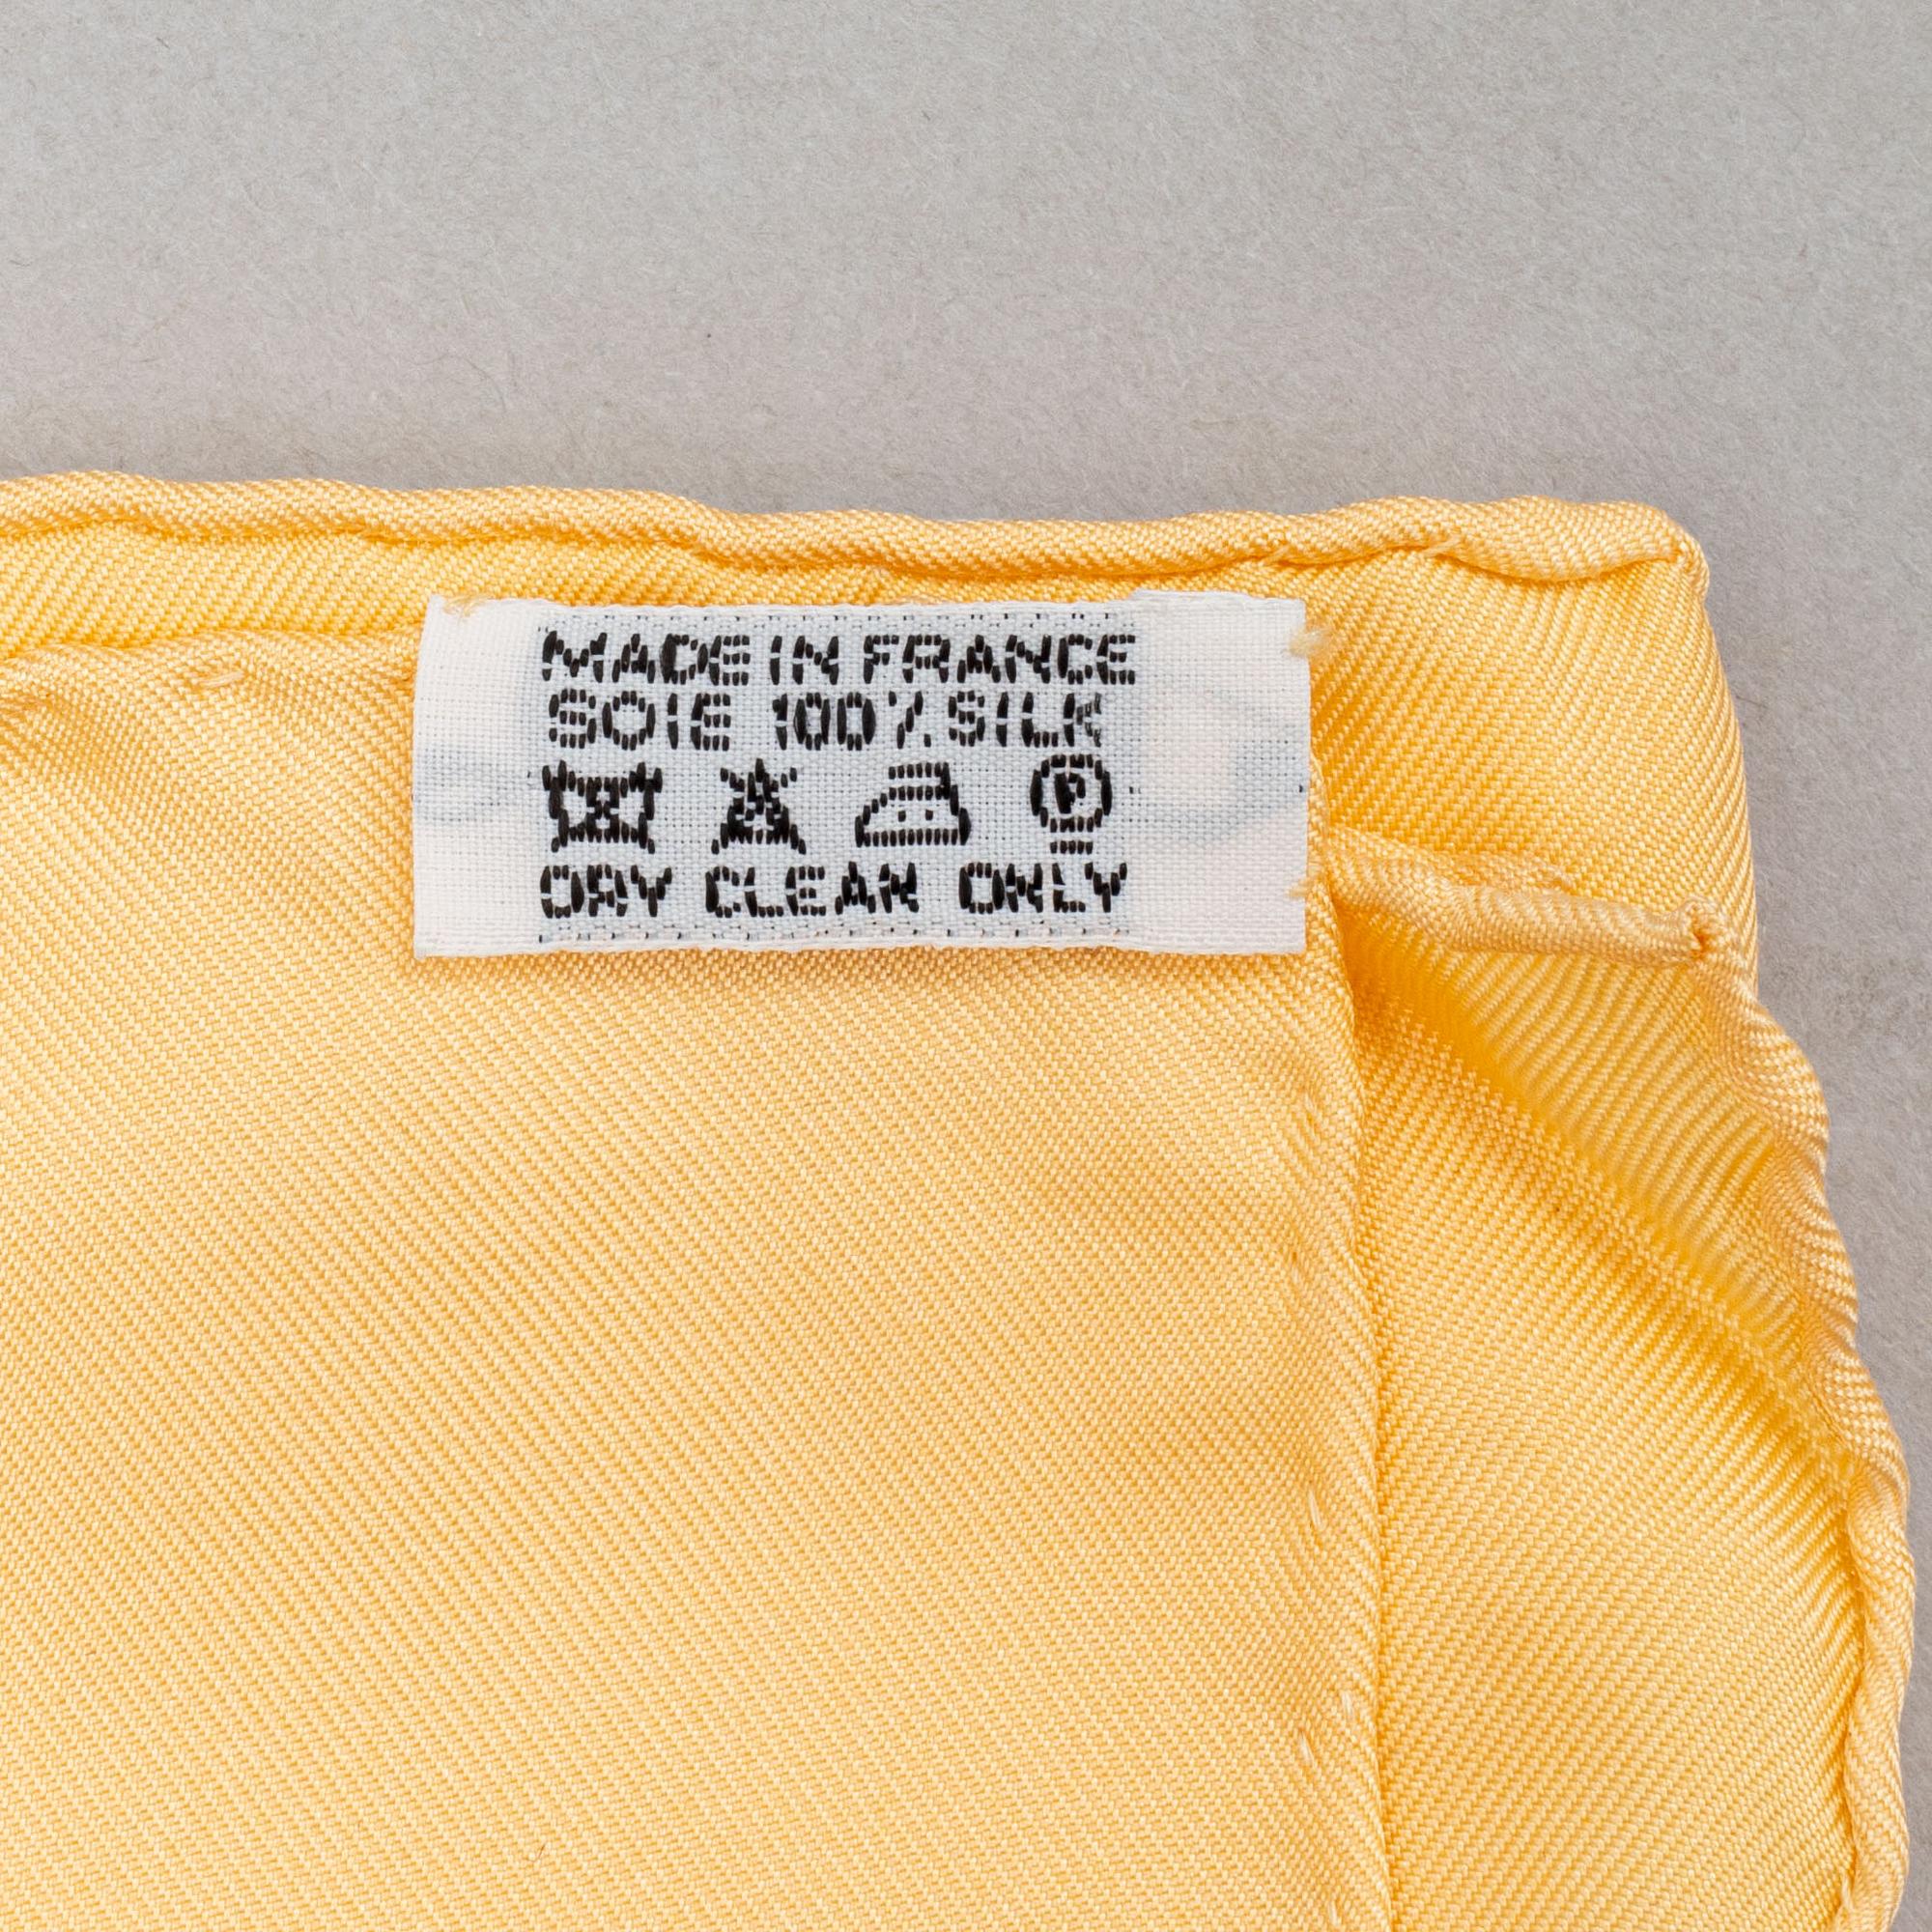 MADE IN FRANCE
SOIE 100% SILK
P
DRY CLEAN ONLY